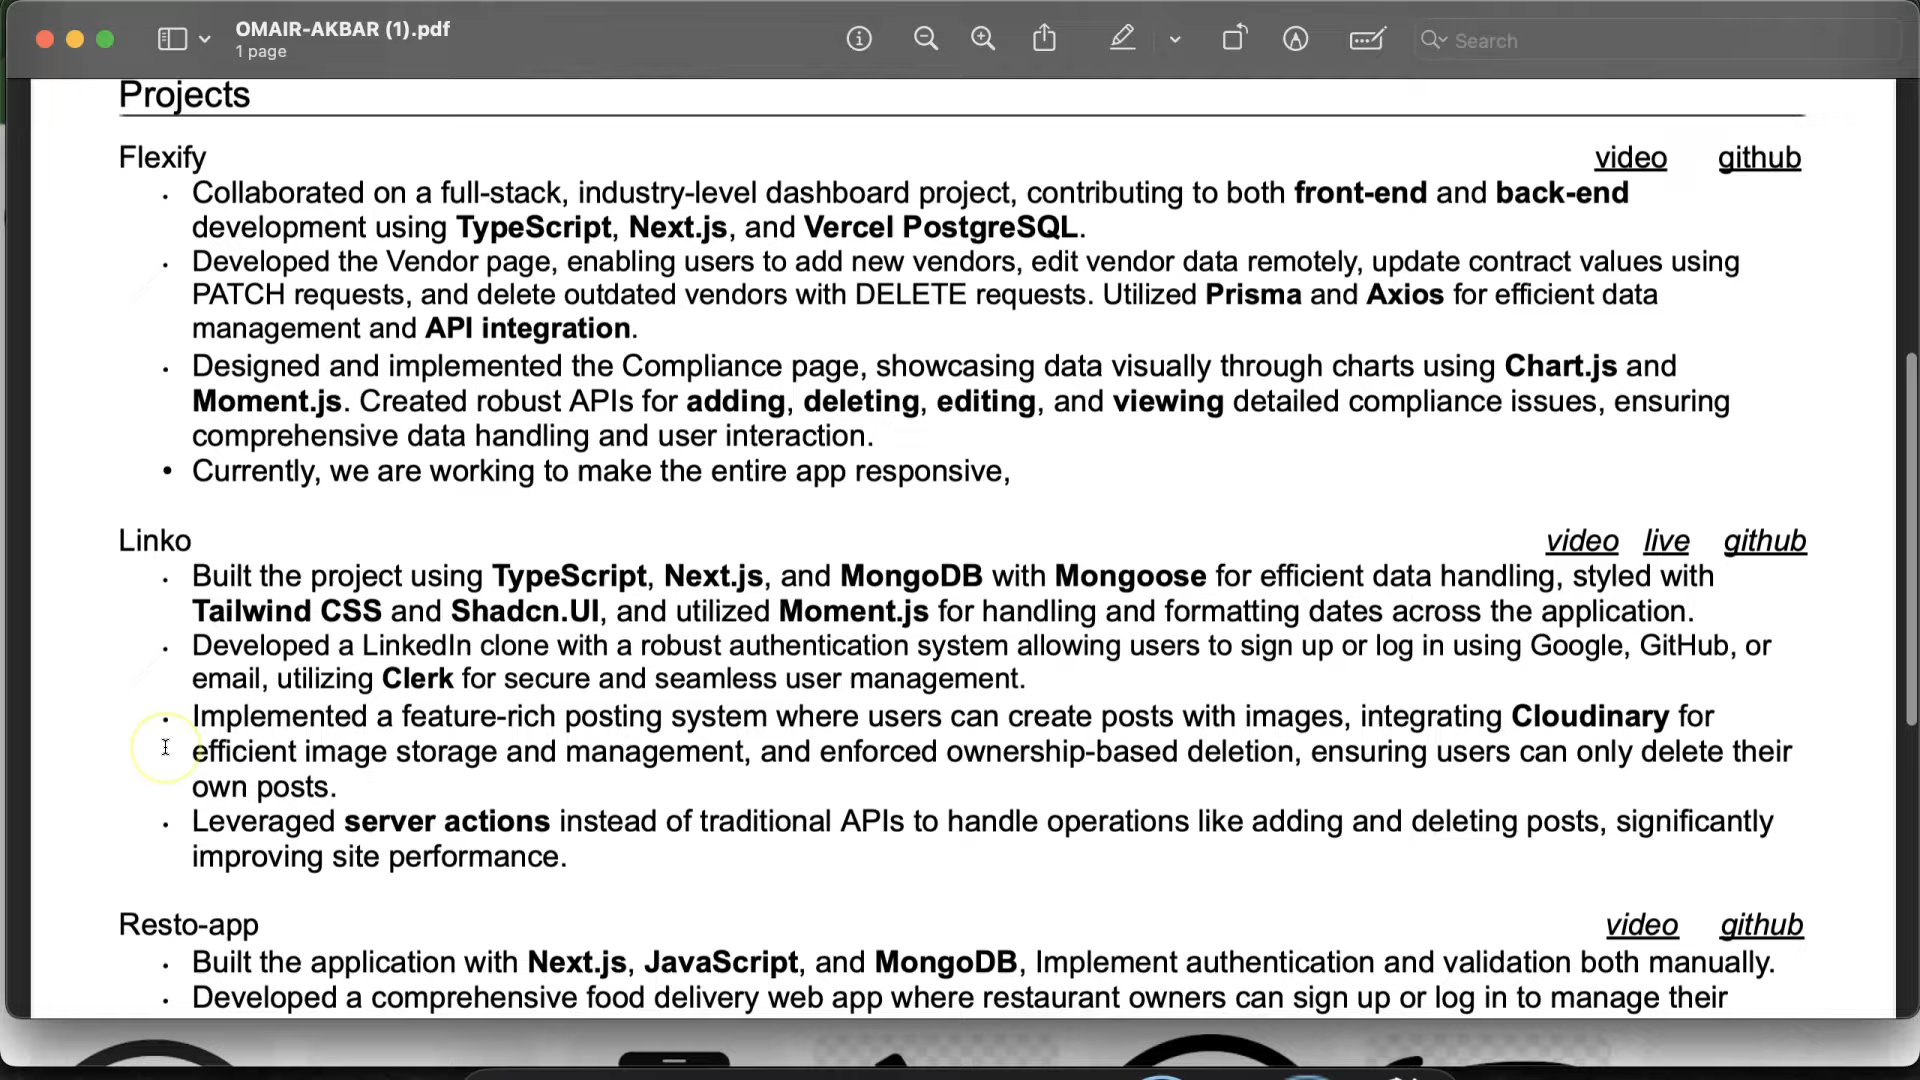 OMAIR-AKBAR (1).pdf
1 page
Search
Projects
Flexify video github
· Collaborated on a full-stack, industry-level dashboard project, contributing to both front-end and back-end
development using TypeScript, Next.js, and Vercel PostgreSQL.
· Developed the Vendor page, enabling users to add new vendors, edit vendor data remotely, update contract values using
PATCH requests, and delete outdated vendors with DELETE requests. Utilized Prisma and Axios for efficient data
management and API integration.
· Designed and implemented the Compliance page, showcasing data visually through charts using Chart.js and
Moment.js. Created robust APIs for adding, deleting, editing, and viewing detailed compliance issues, ensuring
comprehensive data handling and user interaction.
• Currently, we are working to make the entire app responsive,
Linko video live github
· Built the project using TypeScript, Next.js, and MongoDB with Mongoose for efficient data handling, styled with
Tailwind CSS and Shadcn.UI, and utilized Moment.js for handling and formatting dates across the application.
· Developed a LinkedIn clone with a robust authentication system allowing users to sign up or log in using Google, GitHub, or
email, utilizing Clerk for secure and seamless user management.
· Implemented a feature-rich posting system where users can create posts with images, integrating Cloudinary for
efficient image storage and management, and enforced ownership-based deletion, ensuring users can only delete their
own posts.
· Leveraged server actions instead of traditional APIs to handle operations like adding and deleting posts, significantly
improving site performance.
Resto-app video github
· Built the application with Next.js, JavaScript, and MongoDB, Implement authentication and validation both manually.
· Developed a comprehensive food delivery web app where restaurant owners can sign up or log in to manage their